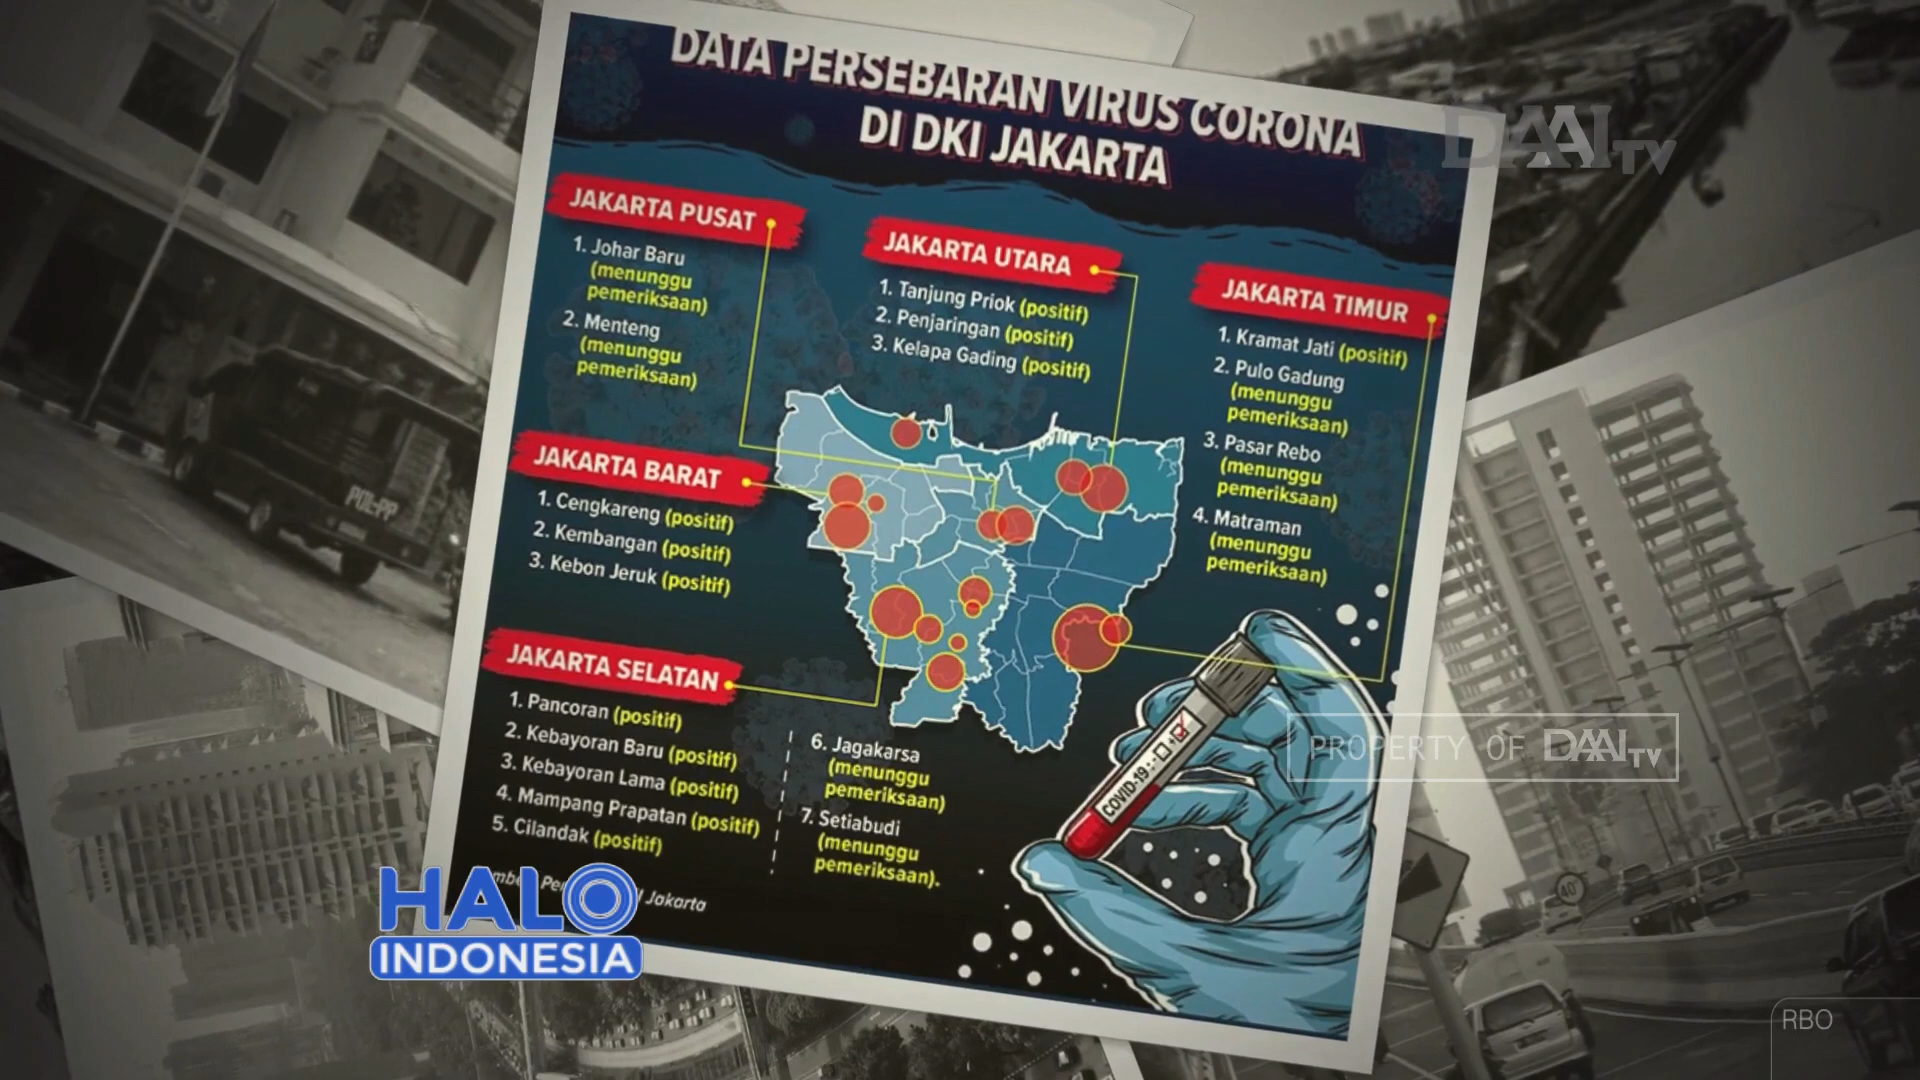 DATA PERSEBARAN VIRUS CORONA
DI DKI JAKARTA
DAAI TV
JAKARTA PUSAT
1. Johar Baru
(menunggu
pemeriksaan)
2. Menteng
(menunggu
pemeriksaan)
JAKARTA UTARA
1. Tanjung Priok (positif)
2. Penjaringan (positif)
3. Kelapa Gading (positif)
JAKARTA TIMUR
1. Kramat Jati (positif)
2. Pulo Gadung
(menunggu
pemeriksaan)
3. Pasar Rebo
(menunggu
pemeriksaan)
4. Matraman
(menunggu
pemeriksaan)
JAKARTA BARAT
1. Cengkareng (positif)
2. Kembangan (positif)
3. Kebon Jeruk (positif)
JAKARTA SELATAN
1. Pancoran (positif)
2. Kebayoran Baru (positif)
3. Kebayoran Lama (positif)
4. Mampang Prapatan (positif)
5. Cilandak (positif)
6. Jagakarsa
(menunggu
pemeriksaan)
7. Setiabudi
(menunggu
pemeriksaan).
Jakarta
COVID-19: - +
PROPERTY OF DAAI TV
HALO
INDONESIA
POL-PP
40
RBO